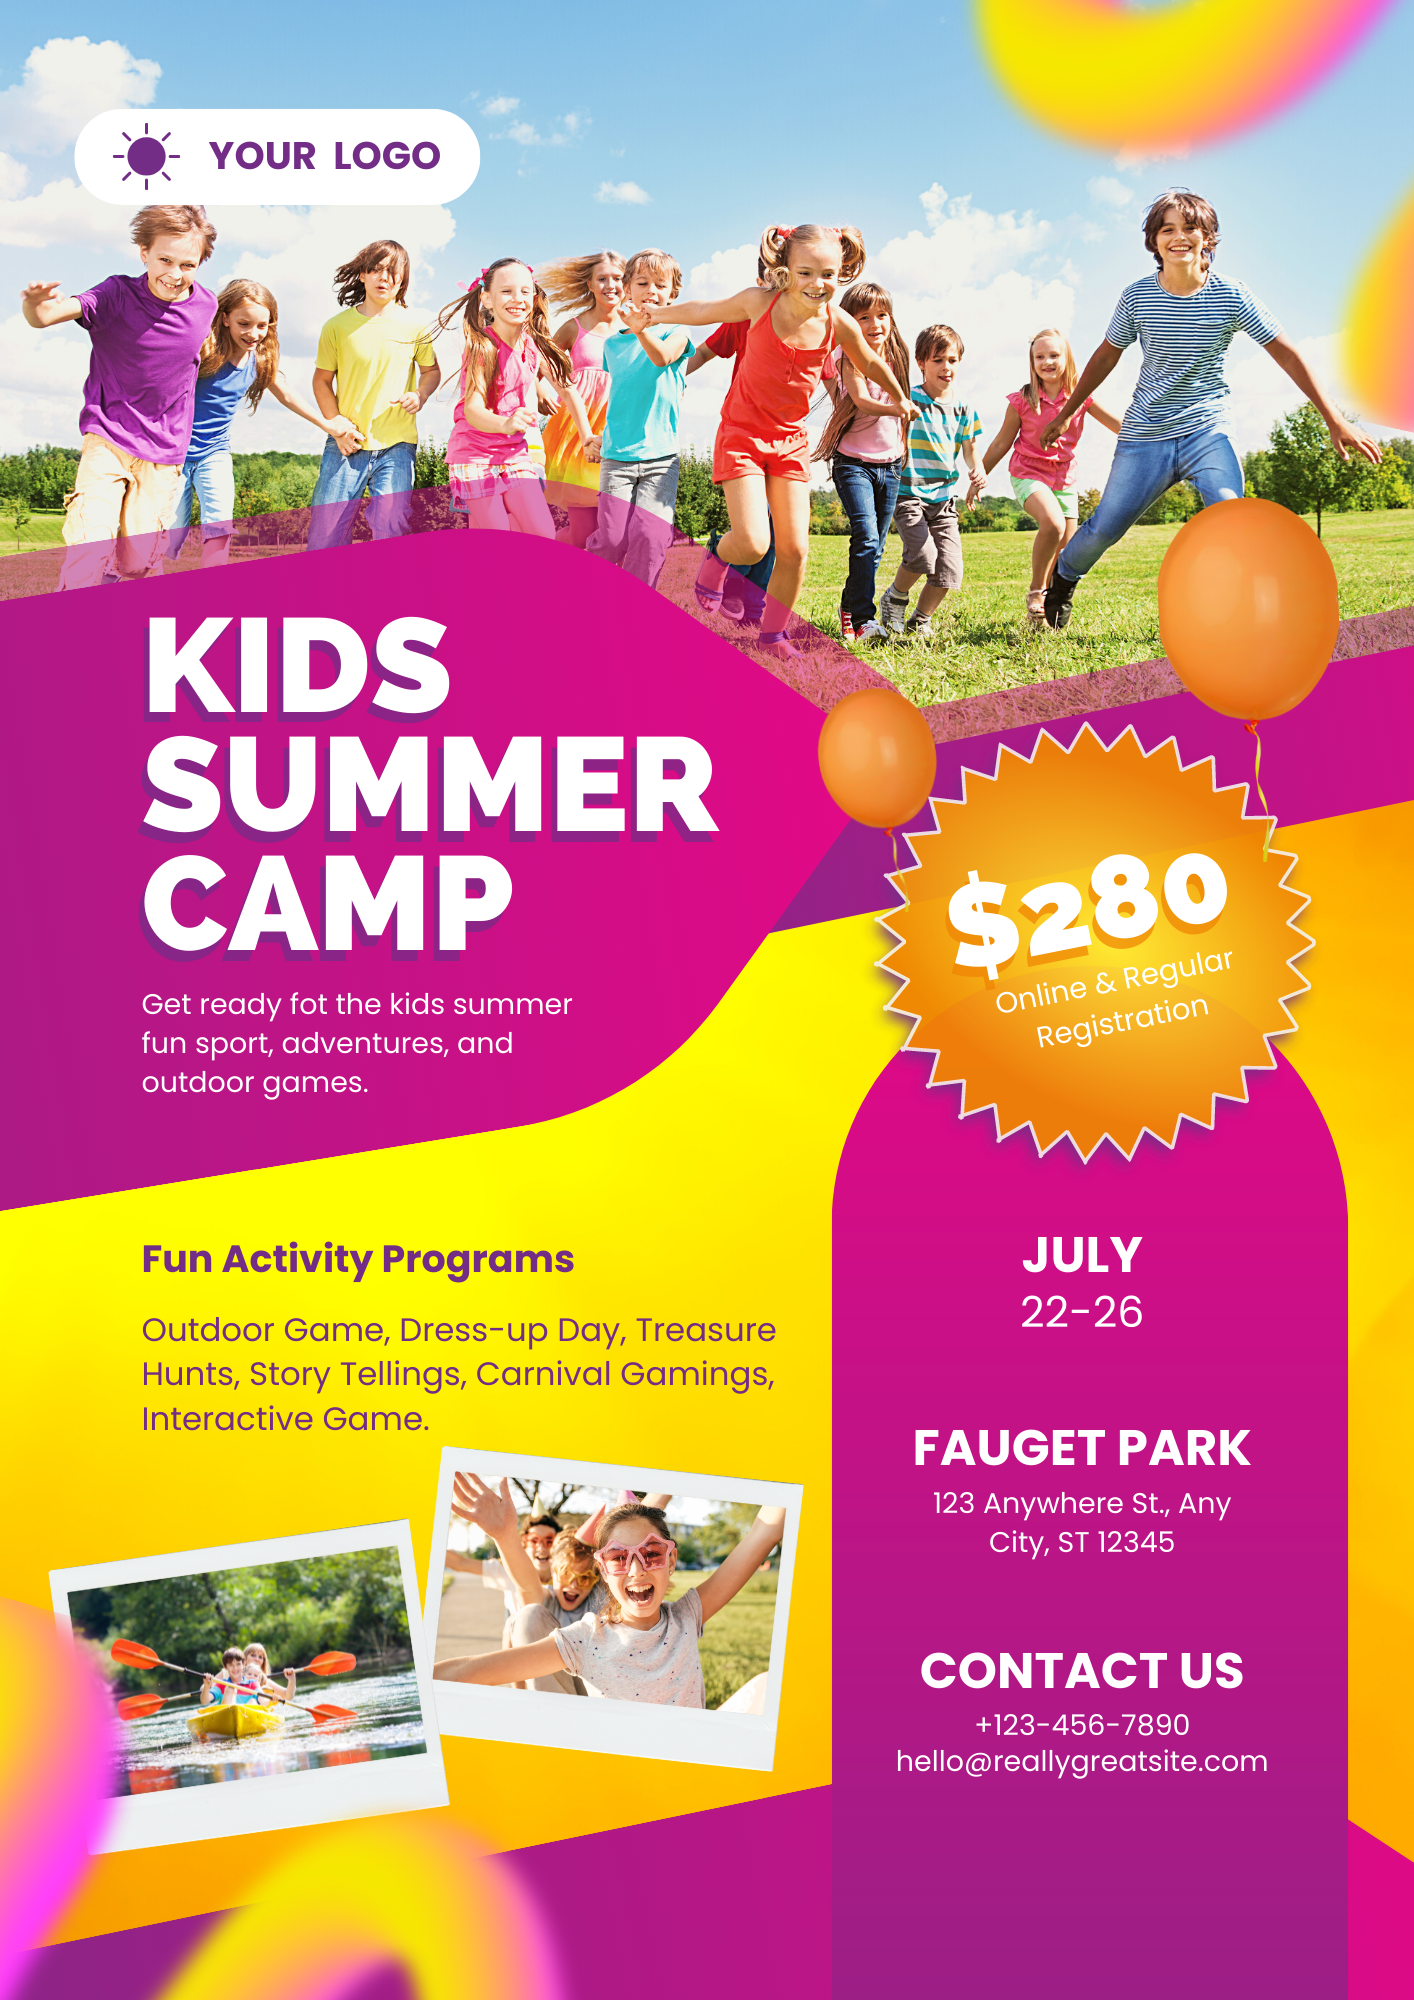 YOUR LOGO
KIDS
SUMMER
CAMP
Get ready fot the kids summer
fun sport, adventures, and
outdoor games.
$280
Online & Regular
Registration
Fun Activity Programs
Outdoor Game, Dress-up Day, Treasure
Hunts, Story Tellings, Carnival Gamings,
Interactive Game.
JULY
22-26
FAUGET PARK
123 Anywhere St., Any
City, ST 12345
CONTACT US
+123-456-7890
hello@reallygreatsite.com